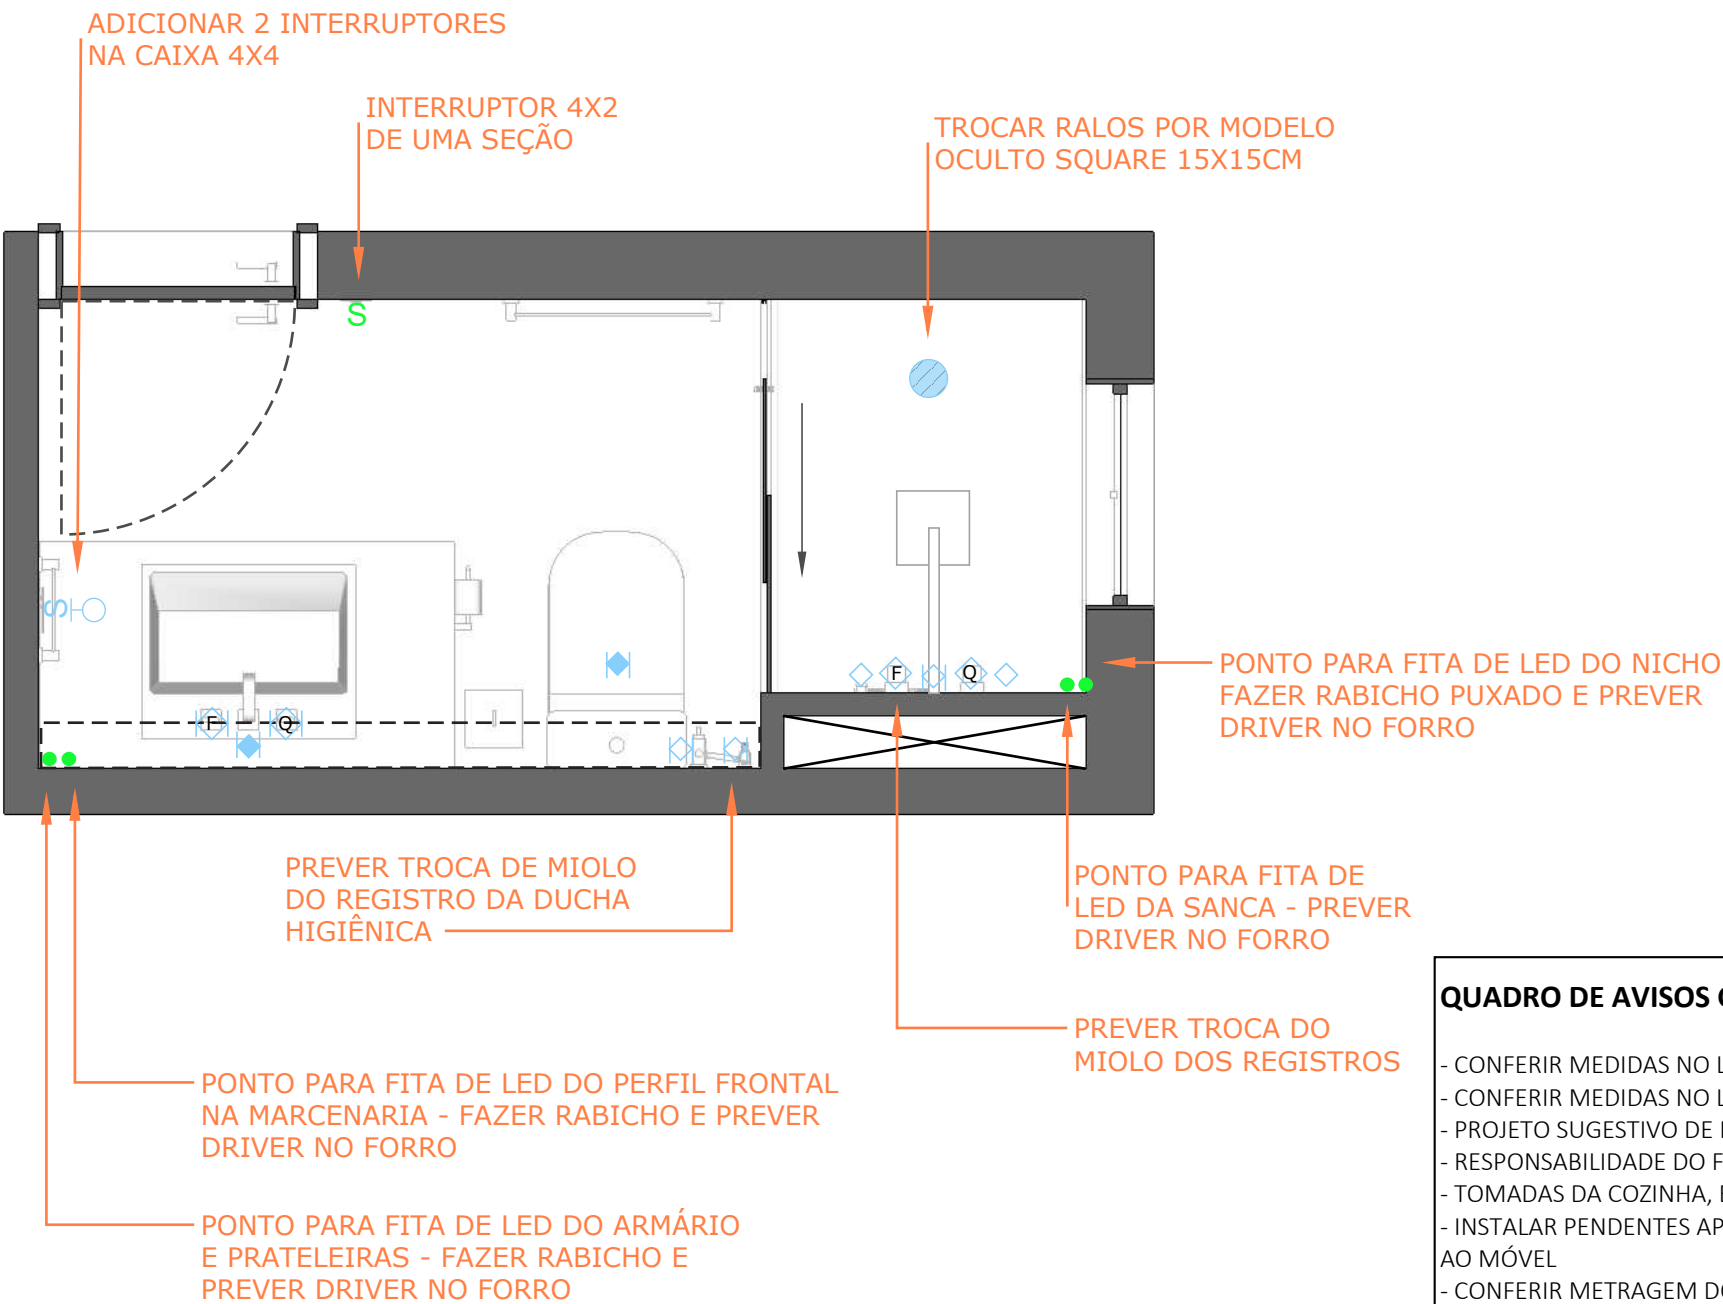 ADICIONAR 2 INTERRUPTORES
NA CAIXA 4X4
INTERRUPTOR 4X2
DE UMA SEÇÃO
TROCAR RALOS POR MODELO
OCULTO SQUARE 15X15CM
S
S
F
Q
F
Q
PONTO PARA FITA DE LED DO NICHO
FAZER RABICHO PUXADO E PREVER
DRIVER NO FORRO
PREVER TROCA DE MIOLO
DO REGISTRO DA DUCHA
HIGIÊNICA
PONTO PARA FITA DE
LED DA SANCA - PREVER
DRIVER NO FORRO
PREVER TROCA DO
MIOLO DOS REGISTROS
PONTO PARA FITA DE LED DO PERFIL FRONTAL
NA MARCENARIA - FAZER RABICHO E PREVER
DRIVER NO FORRO
PONTO PARA FITA DE LED DO ARMÁRIO
E PRATELEIRAS - FAZER RABICHO E
PREVER DRIVER NO FORRO
QUADRO DE AVISOS
- CONFERIR MEDIDAS NO
- CONFERIR MEDIDAS NO
- PROJETO SUGESTIVO DE
- RESPONSABILIDADE DO
- TOMADAS DA COZINHA,
- INSTALAR PENDENTES
AO MÓVEL
- CONFERIR METRAGEM